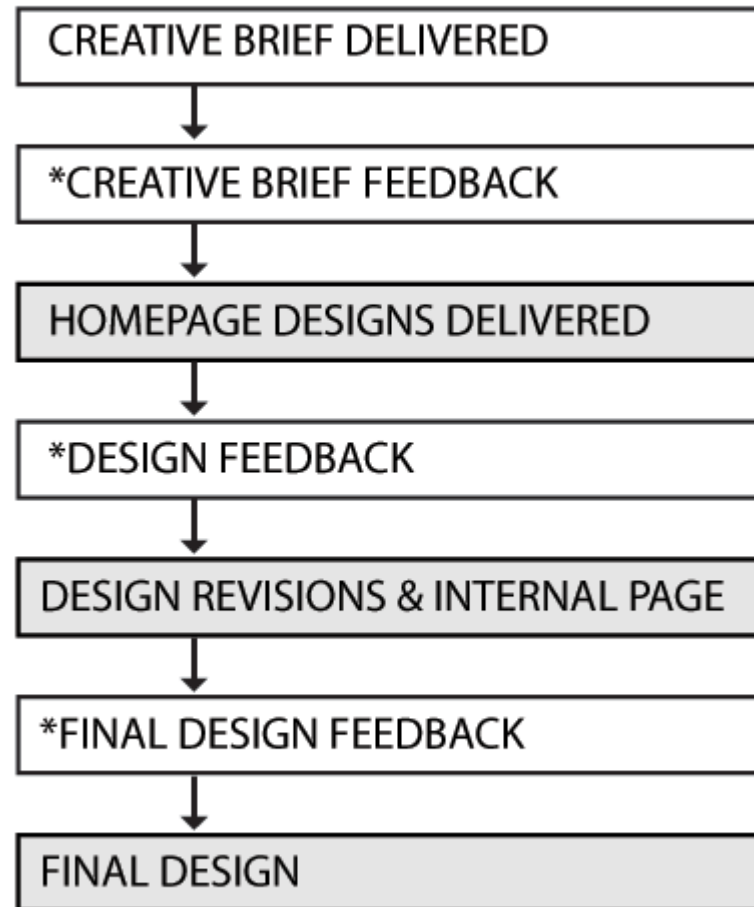 CREATIVE BRIEF DELIVERED
*CREATIVE BRIEF FEEDBACK
HOMEPAGE DESIGNS DELIVERED
*DESIGN FEEDBACK
DESIGN REVISIONS & INTERNAL PAGE
*FINAL DESIGN FEEDBACK
FINAL DESIGN